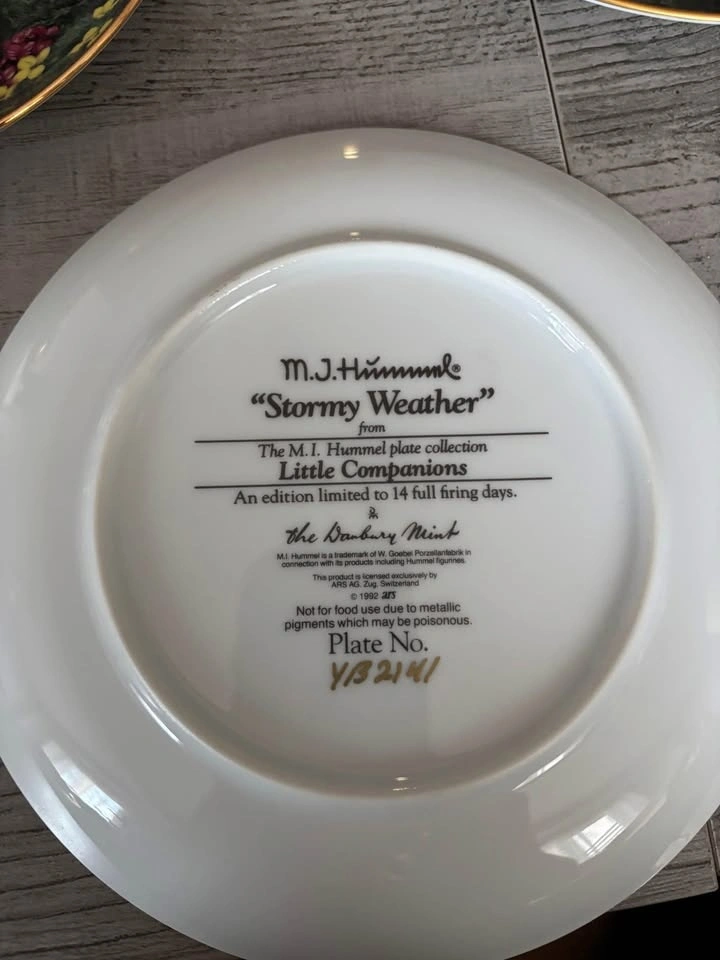 M.J.Hummel®
“Stormy Weather”
from
The M.I. Hummel plate collection
Little Companions
An edition limited to 14 full firing days.
the Danbury Mint
M.I. Hummel is a trademark of W. Goebel Porzellanfabrik in
connection with its products including Hummel figurines.
This product is licensed exclusively by
ARS AG. Zug, Switzerland
© 1992 ars
Not for food use due to metallic
pigments which may be poisonous.
Plate No.
YB2141